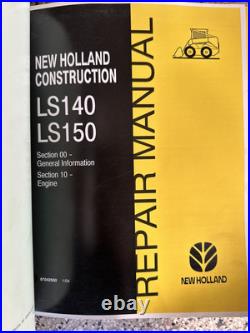 NEW HOLLAND
CONSTRUCTION
LS140
LS150
Section 00 -
General Information
Section 10 -
Engine
REPAIR MANUAL
NEW HOLLAND